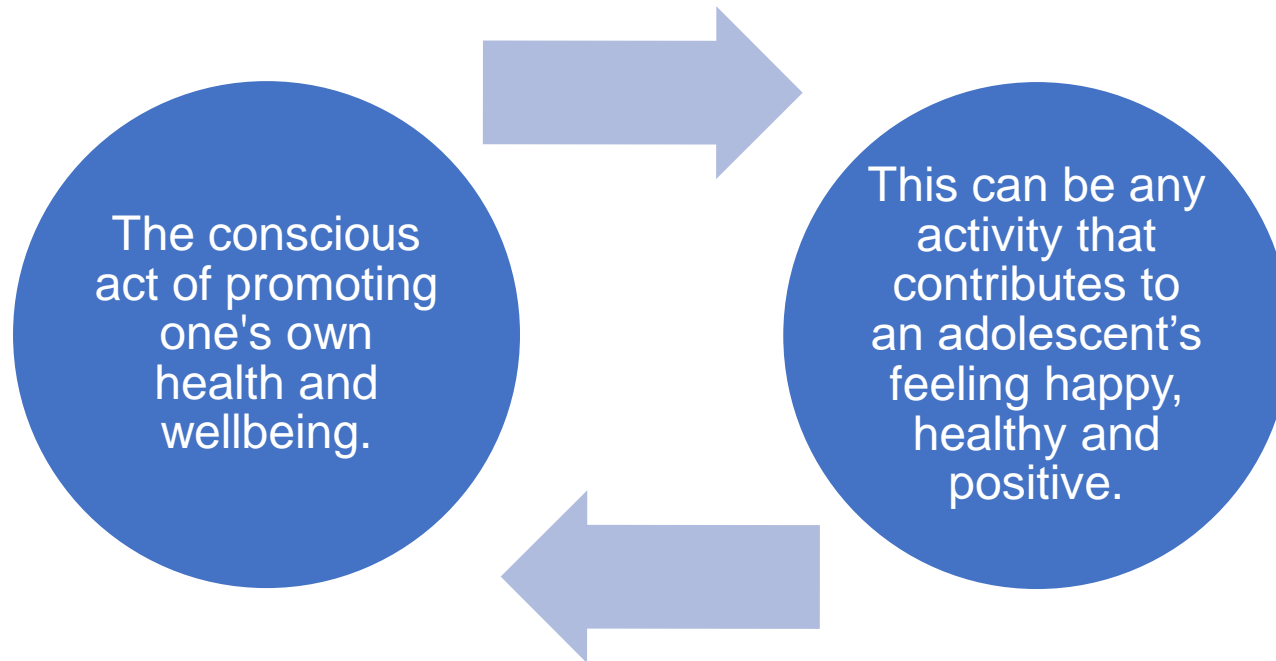 The conscious
act of promoting
one's own
health and
wellbeing.
This can be any
activity that
contributes to
an adolescent’s
feeling happy,
healthy and
positive.